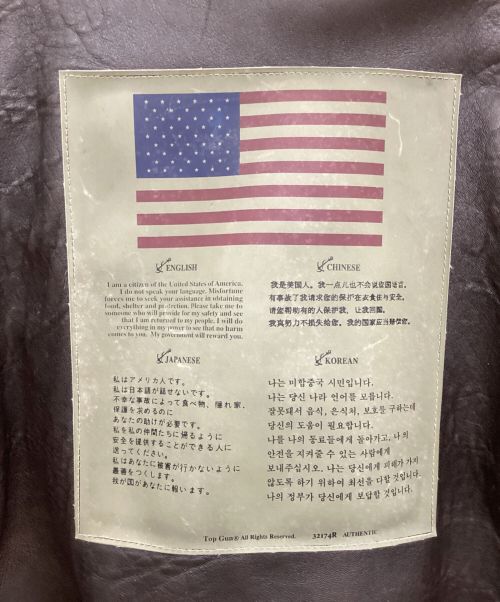 ENGLISH
I am a citizen of the United States of America.
I do not speak your language. Misfortune
forces me to seek your assistance in obtaining
food, shelter and protection. Please take me to
someone who will provide for my safety and see
that I am returned to my people. I will do
everything in my power to see that no harm
comes to you. My government will reward you.
CHINESE
我是美国人。我一点儿也不会说您国语言。
有事故了我请求您的保护在衣食住与安全。
请您帮助有的人保护我, 让我回国。
我真努力不损失给您。我的国家应当赔偿您。
JAPANESE
私はアメリカ人です。
私は日本語が話せないです。
不幸な事故によって食べ物、隠れ家、
保護を求めるのに
あなたの助けが必要です。
私を私の仲間たちに帰るように
安全を提供することができる人に
送ってください。
私はあなたに被害が行かないように
最善をつくします。
我が国があなたに報います。
KOREAN
나는 미합중국 시민입니다.
나는 당신 나라 언어를 모릅니다.
잘못돼서 음식, 은식처, 보호를 구하는데
당신의 도움이 필요합니다.
나를 나의 동료들에게 돌아가고, 나의
안전을 지켜줄 수 있는 사람에게
보내주십시오. 나는 당신에게 피해가 가지
않도록 하기 위하여 최선을 다할 것입니다.
나의 정부가 당신에게 보답할 것입니다.
Top Gun® All Rights Reserved. 32174R AUTHENTIC